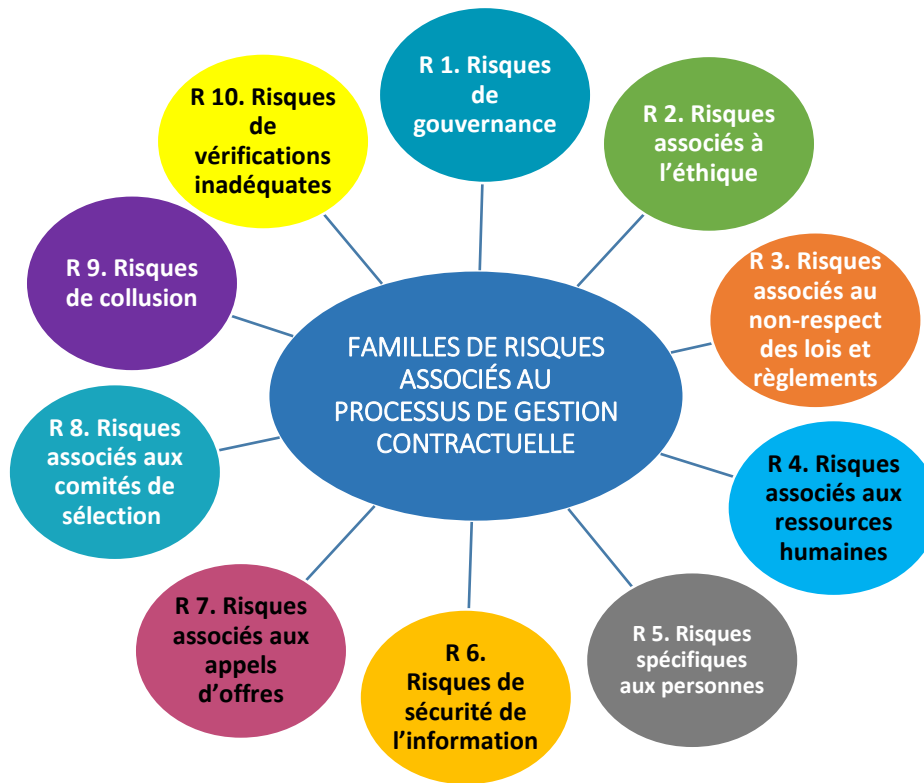 R 1. Risques
de
gouvernance
R 2. Risques
associés à
l'éthique
R 3. Risques
associés au
non-respect
des lois et
règlements
R 4. Risques
associés aux
ressources
humaines
R 5. Risques
spécifiques
aux personnes
R 6.
Risques de
sécurité de
l'information
R 7. Risques
associés aux
appels
d'offres
R 8. Risques
associés aux
comités de
sélection
R 9. Risques
de collusion
R 10. Risques
de
vérifications
inadéquates
FAMILLES DE RISQUES
ASSOCIÉS AU
PROCESSUS DE GESTION
CONTRACTUELLE